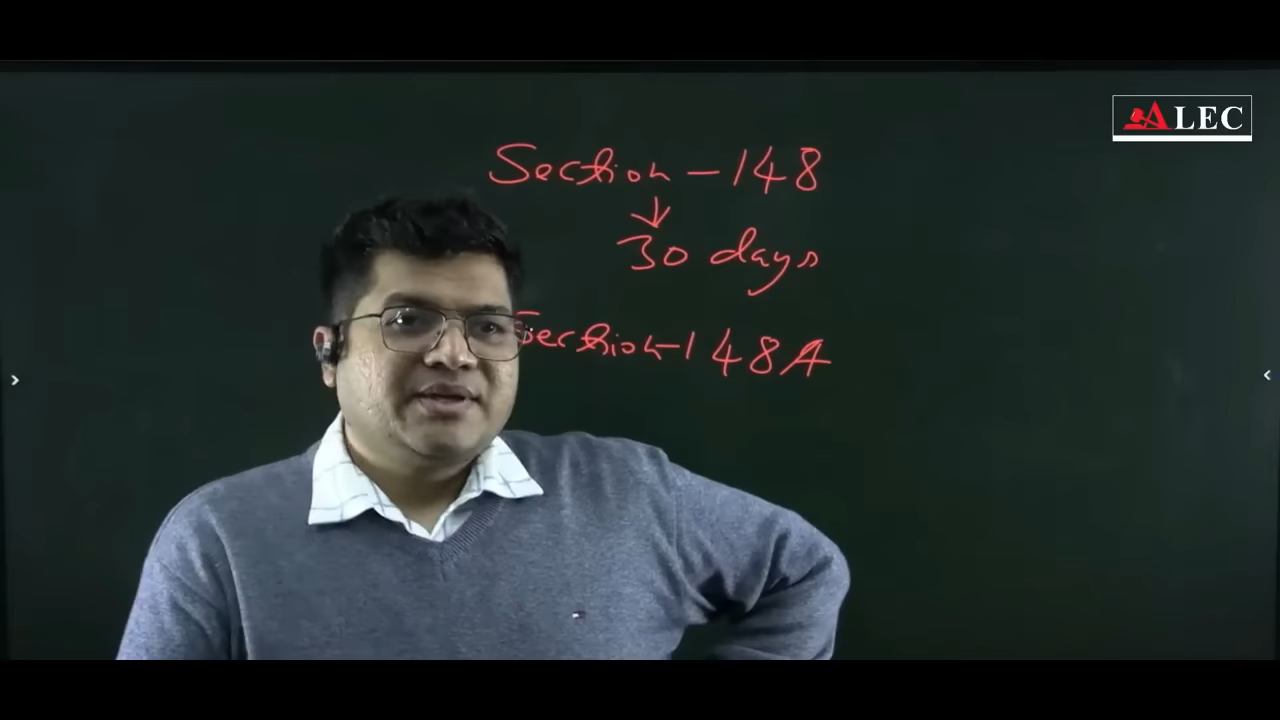 ALEC
Section - 148
↓
30 days
Section - 148A